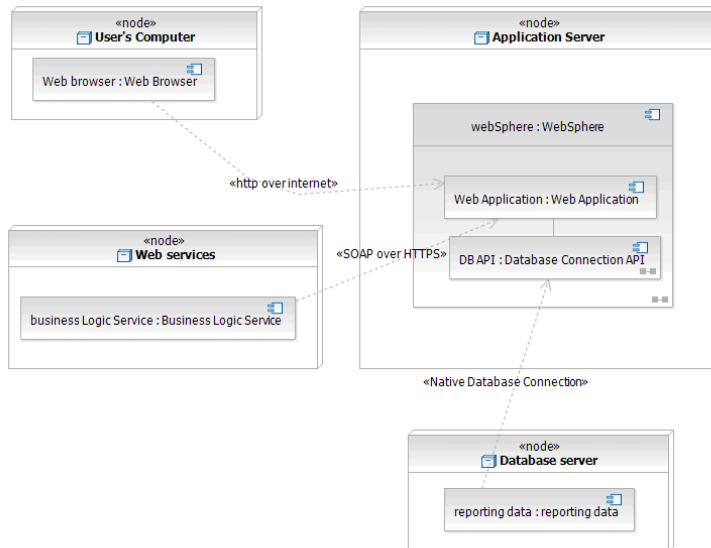 «node»
User's Computer
Web browser : Web Browser
«node»
Application Server
webSphere : WebSphere
Web Application : Web Application
DB API : Database Connection API
«http over internet»
«node»
Web services
business Logic Service : Business Logic Service
«SOAP over HTTPS»
«Native Database Connection»
«node»
Database server
reporting data : reporting data